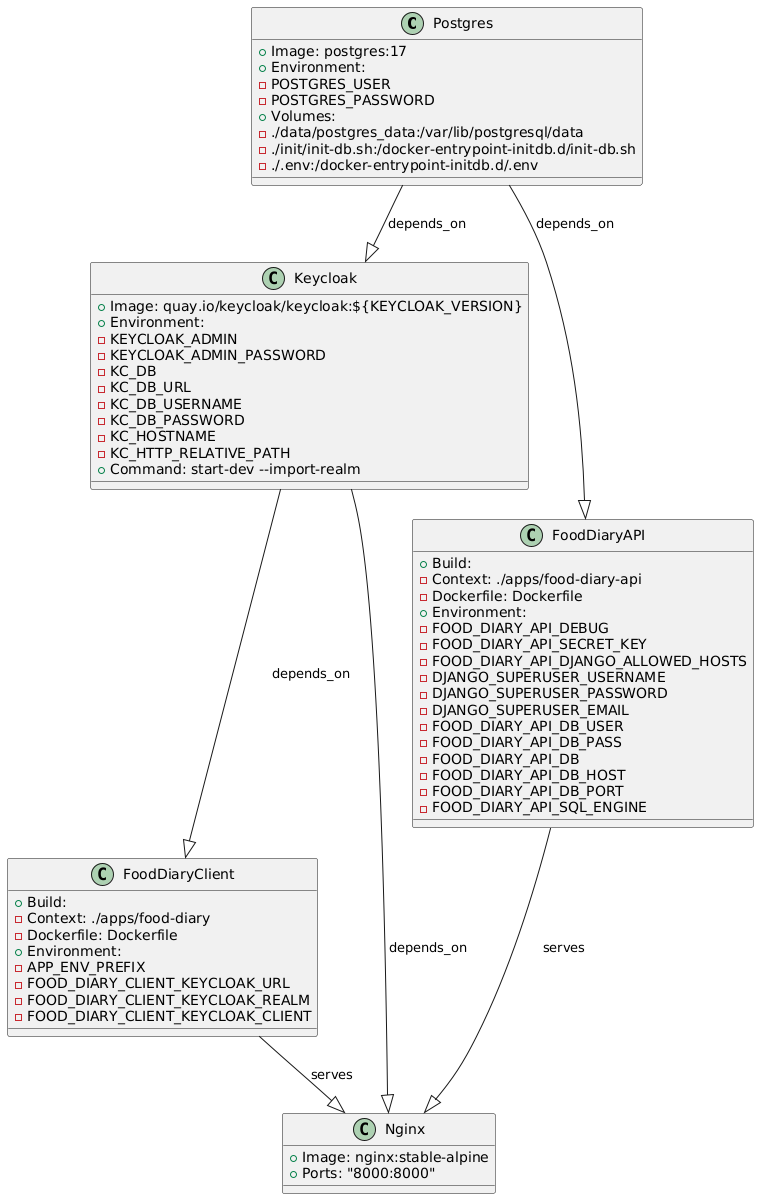 C Postgres
Image: postgres:17
Environment:
POSTGRES_USER
POSTGRES_PASSWORD
Volumes:
./data/postgres_data:/var/lib/postgresql/data
./init/init-db.sh:/docker-entrypoint-initdb.d/init-db.sh
./.env:/docker-entrypoint-initdb.d/.env
depends_on
depends_on
C Keycloak
Image: quay.io/keycloak/keycloak:${KEYCLOAK_VERSION}
Environment:
KEYCLOAK_ADMIN
KEYCLOAK_ADMIN_PASSWORD
KC_DB
KC_DB_URL
KC_DB_USERNAME
KC_DB_PASSWORD
KC_HOSTNAME
KC_HTTP_RELATIVE_PATH
Command: start-dev --import-realm
C FoodDiaryAPI
Build:
Context: ./apps/food-diary-api
Dockerfile: Dockerfile
Environment:
FOOD_DIARY_API_DEBUG
FOOD_DIARY_API_SECRET_KEY
FOOD_DIARY_API_DJANGO_ALLOWED_HOSTS
DJANGO_SUPERUSER_USERNAME
DJANGO_SUPERUSER_PASSWORD
DJANGO_SUPERUSER_EMAIL
FOOD_DIARY_API_DB_USER
FOOD_DIARY_API_DB_PASS
FOOD_DIARY_API_DB
FOOD_DIARY_API_DB_HOST
FOOD_DIARY_API_DB_PORT
FOOD_DIARY_API_SQL_ENGINE
depends_on
C FoodDiaryClient
Build:
Context: ./apps/food-diary
Dockerfile: Dockerfile
Environment:
APP_ENV_PREFIX
FOOD_DIARY_CLIENT_KEYCLOAK_URL
FOOD_DIARY_CLIENT_KEYCLOAK_REALM
FOOD_DIARY_CLIENT_KEYCLOAK_CLIENT
depends_on
serves
serves
C Nginx
Image: nginx:stable-alpine
Ports: "8000:8000"